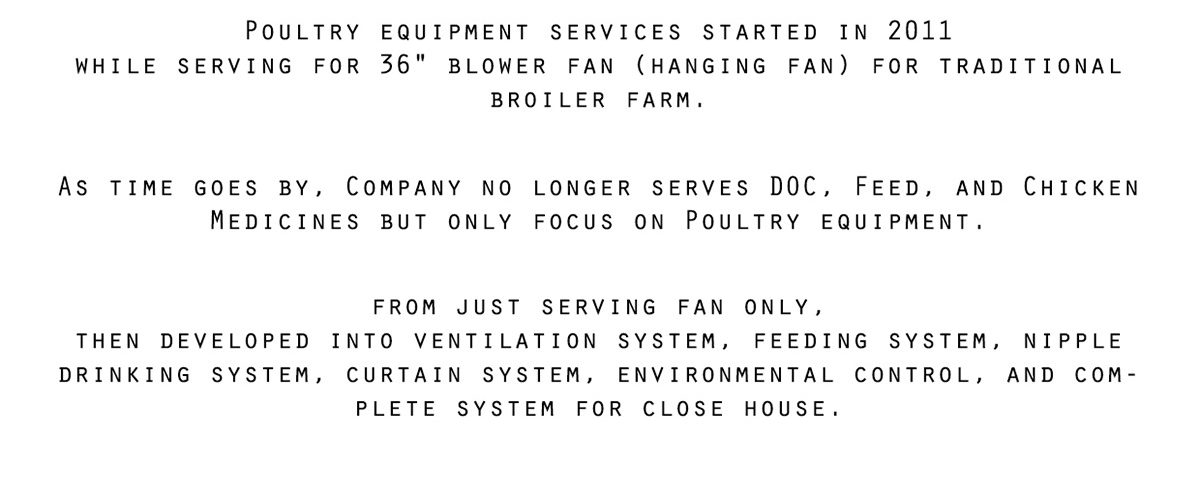 Poultry equipment services started in 2011
while serving for 36" blower fan (hanging fan) for traditional
broiler farm.
As time goes by, Company no longer serves DOC, Feed, and Chicken
Medicines but only focus on Poultry equipment.
from just serving fan only,
then developed into ventilation system, feeding system, nipple
drinking system, curtain system, environmental control, and com-
plete system for close house.